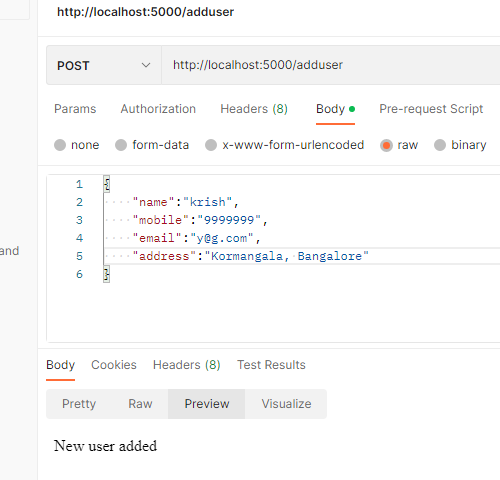 http://localhost:5000/adduser
POST http://localhost:5000/adduser
Params Authorization Headers (8) Body Pre-request Script
none form-data x-www-form-urlencoded raw binary
1 {
2 "name":"krish",
3 "mobile":"9999999",
and
4 "email":"y@g.com",
5 "address":"Kormangala, Bangalore"
6 }
Body Cookies Headers (8) Test Results
Pretty Raw Preview Visualize
New user added